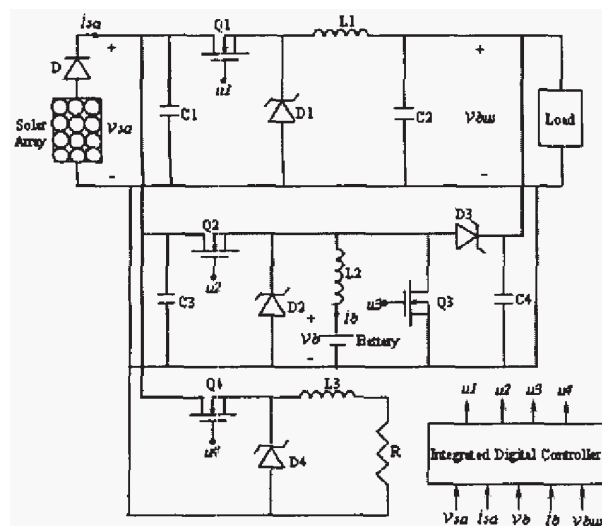 isa
Q1
L1
+
+
D
u1
C1
D1
C2
Vsa
Vbus
Load
Solar
Array
-
-
Q2
D3
u2
L2
u3
Q3
C3
D2
C4
+
ib
Vb
Battery
-
Q4
L3
u4
D4
R
u1 u2 u3 u4
Integrated Digital Controller
Vsa isa Vb ib Vbus